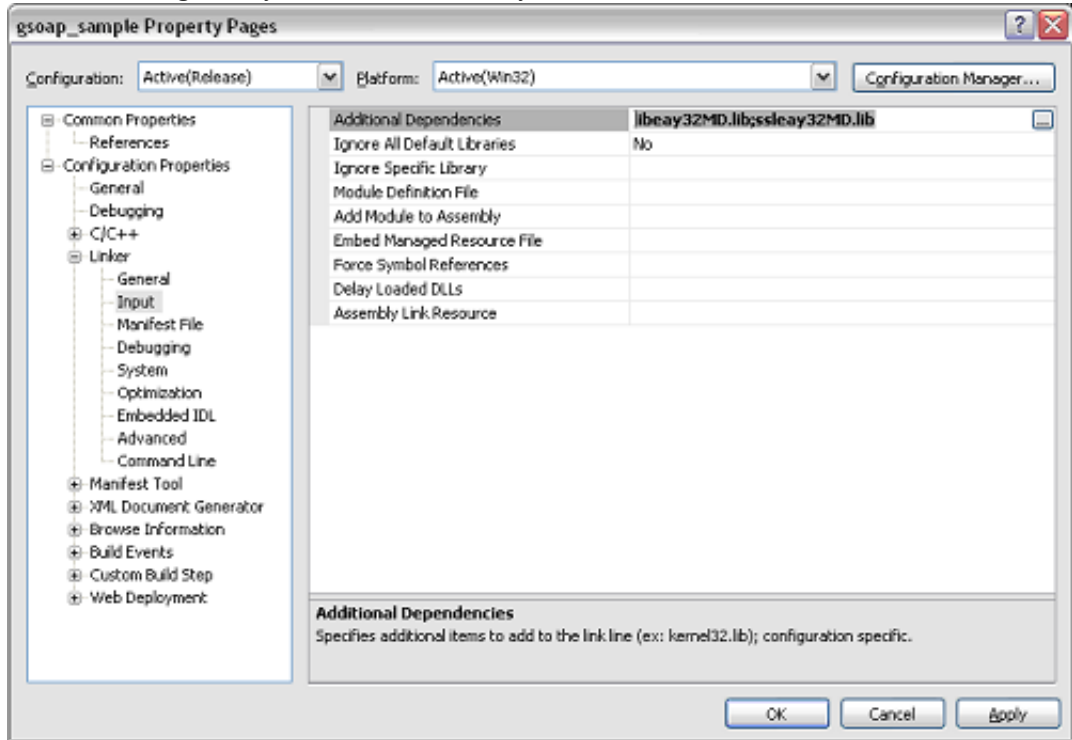 gsoap_sample Property Pages
Configuration: Active(Release) Platform: Active(Win32) Configuration Manager...
Common Properties
References
Configuration Properties
General
Debugging
C/C++
Linker
General
Input
Manifest File
Debugging
System
Optimization
Embedded IDL
Advanced
Command Line
Manifest Tool
XML Document Generator
Browse Information
Build Events
Custom Build Step
Web Deployment
Additional Dependencies libeay32MD.lib;ssleay32MD.lib ...
Ignore All Default Libraries No
Ignore Specific Library
Module Definition File
Add Module to Assembly
Embed Managed Resource File
Force Symbol References
Delay Loaded DLLs
Assembly Link Resource
Additional Dependencies
Specifies additional items to add to the link line (ex: kernel32.lib); configuration specific.
OK Cancel Apply